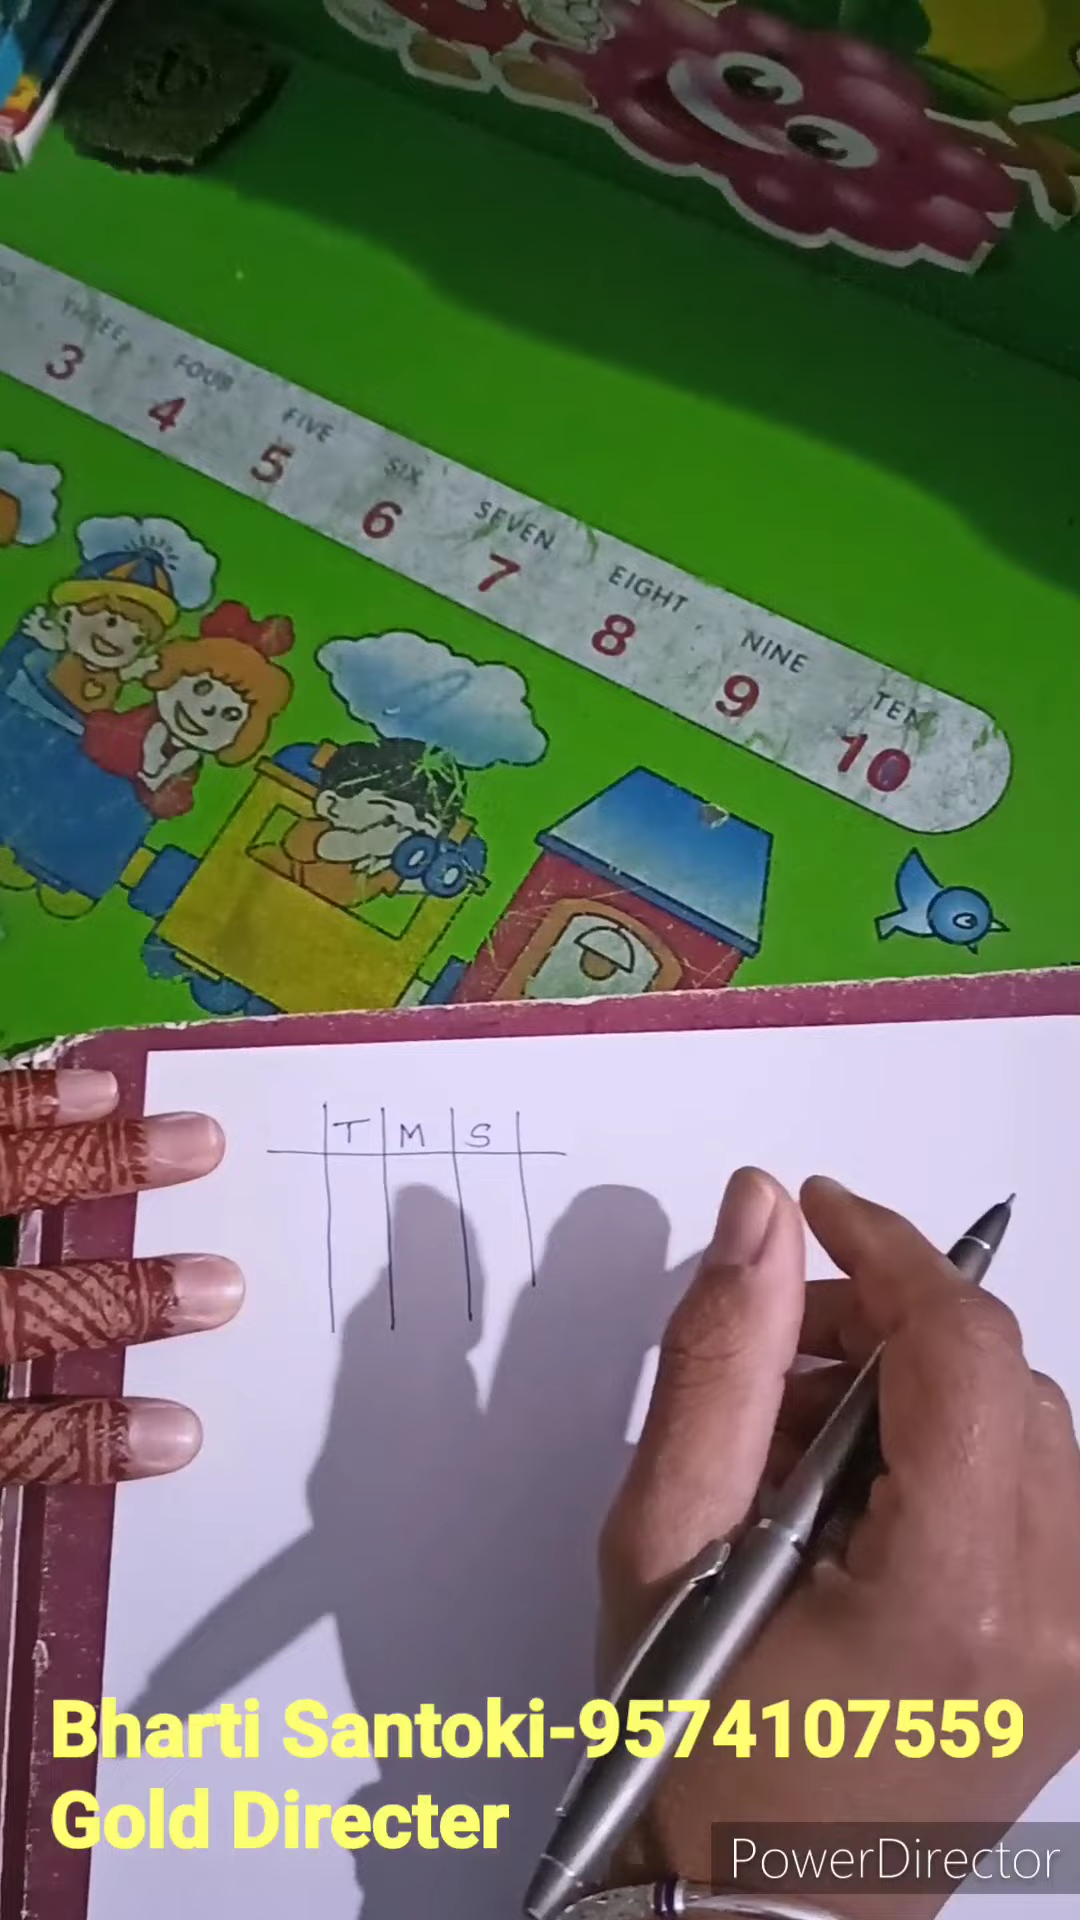 THREE FOUR FIVE SIX SEVEN EIGHT NINE TEN
3 4 5 6 7 8 9 10
T M S
Bharti Santoki-9574107559
Gold Directer
PowerDirector